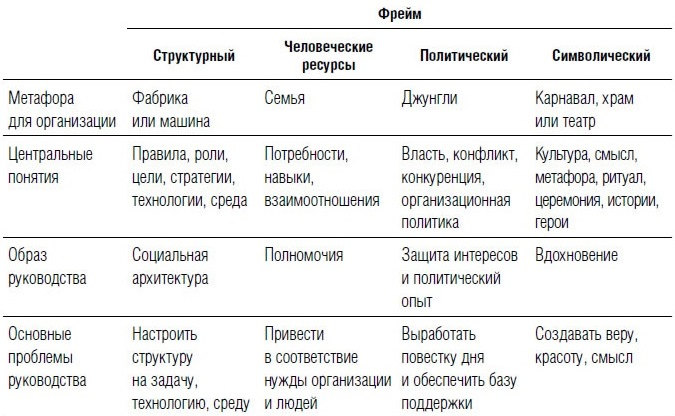 Фрейм
Структурный
Человеческие
ресурсы
Политический
Символический
Метафора
для организации
Фабрика
или машина
Семья
Джунгли
Карнавал, храм
или театр
Центральные
понятия
Правила, роли,
цели, стратегии,
технологии, среда
Потребности,
навыки,
взаимоотношения
Власть, конфликт,
конкуренция,
организационная
политика
Культура, смысл,
метафора, ритуал,
церемония, истории,
герои
Образ
руководства
Социальная
архитектура
Полномочия
Защита интересов
и политический
опыт
Вдохновение
Основные
проблемы
руководства
Настроить
структуру
на задачу,
технологию, среду
Привести
в соответствие
нужды организации
и людей
Выработать
повестку дня
и обеспечить базу
поддержки
Создавать веру,
красоту, смысл